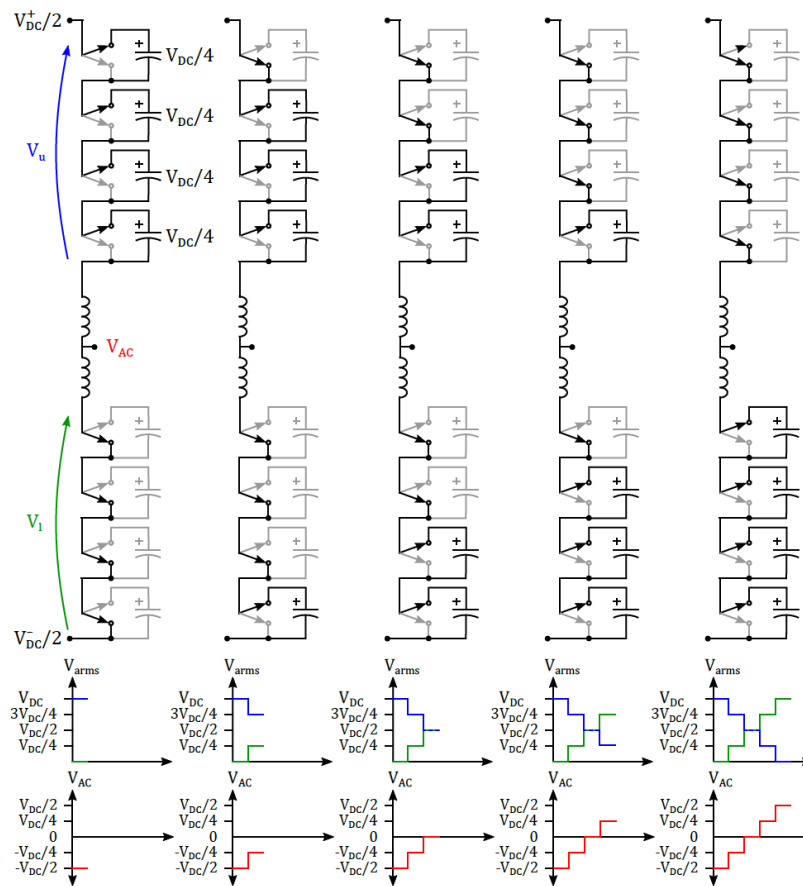 V⁺DC/2
VDC/4
VDC/4
Vu
VDC/4
VDC/4
VAC
Vl
V⁻DC/2
Varms Varms Varms Varms Varms
VDC VDC VDC VDC VDC
3VDC/4 3VDC/4 3VDC/4 3VDC/4 3VDC/4
VDC/2 VDC/2 VDC/2 VDC/2 VDC/2
VDC/4 VDC/4 VDC/4 VDC/4 VDC/4
VAC VAC VAC VAC VAC
VDC/2 VDC/2 VDC/2 VDC/2 VDC/2
VDC/4 VDC/4 VDC/4 VDC/4 VDC/4
0 0 0 0 0
-VDC/4 -VDC/4 -VDC/4 -VDC/4 -VDC/4
-VDC/2 -VDC/2 -VDC/2 -VDC/2 -VDC/2